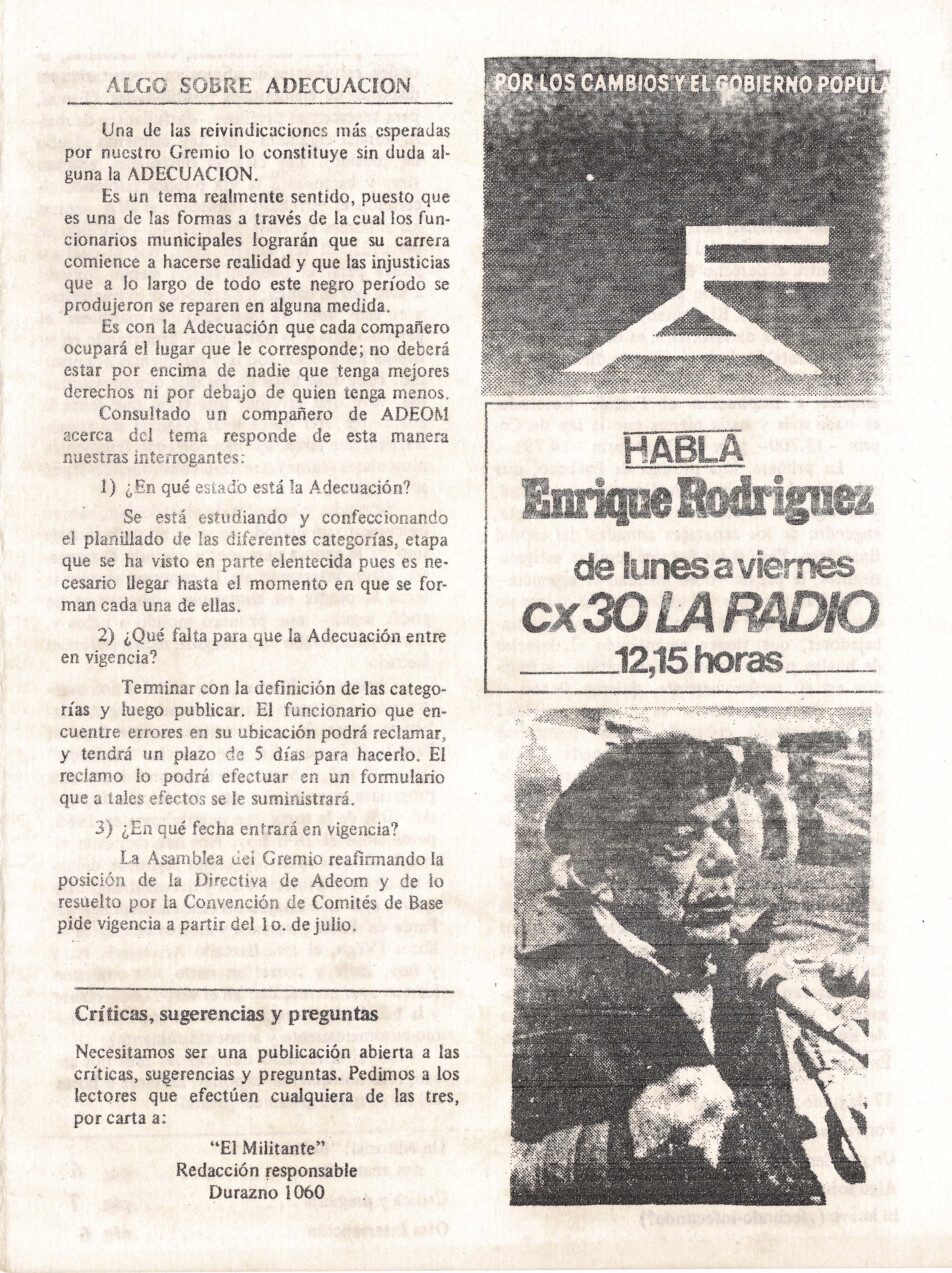 ALGO SOBRE ADECUACION
Una de las reivindicaciones más esperadas
por nuestro Gremio lo constituye sin duda al-
guna la ADECUACION.
Es un tema realmente sentido, puesto que
es una de las formas a través de la cual los fun-
cionarios municipales lograrán que su carrera
comience a hacerse realidad y que las injusticias
que a lo largo de todo este negro período se
produjeron se reparen en alguna medida.
Es con la Adecuación que cada compañero
ocupará el lugar que le corresponde; no deberá
estar por encima de nadie que tenga mejores
derechos ni por debajo de quien tenga menos.
Consultado un compañero de ADEOM
acerca del tema responde de esta manera
nuestras interrogantes:
1) ¿En qué estado está la Adecuación?
Se está estudiando y confeccionando
el planillado de las diferentes categorías, etapa
que se ha visto en parte elentecida pues es ne-
cesario llegar hasta el momento en que se for-
man cada una de ellas.
2) ¿Qué falta para que la Adecuación entre
en vigencia?
Terminar con la definición de las catego-
rías y luego publicar. El funcionario que en-
cuentre errores en su ubicación podrá reclamar,
y tendrá un plazo de 5 días para hacerlo. El
reclamo lo podrá efectuar en un formulario
que a tales efectos se le suministrará.
3) ¿En qué fecha entrará en vigencia?
La Asamblea del Gremio reafirmando la
posición de la Directiva de Adeom y de lo
resuelto por la Convención de Comités de Base
pide vigencia a partir del 1o. de julio.
Críticas, sugerencias y preguntas
Necesitamos ser una publicación abierta a las
críticas, sugerencias y preguntas. Pedimos a los
lectores que efectúen cualquiera de las tres,
por carta a:
“El Militante”
Redacción responsable
Durazno 1060
POR LOS CAMBIOS Y EL GOBIERNO POPULA
HABLA
Enrique Rodriguez
de lunes a viernes
cx 30 LA RADIO
12,15 horas